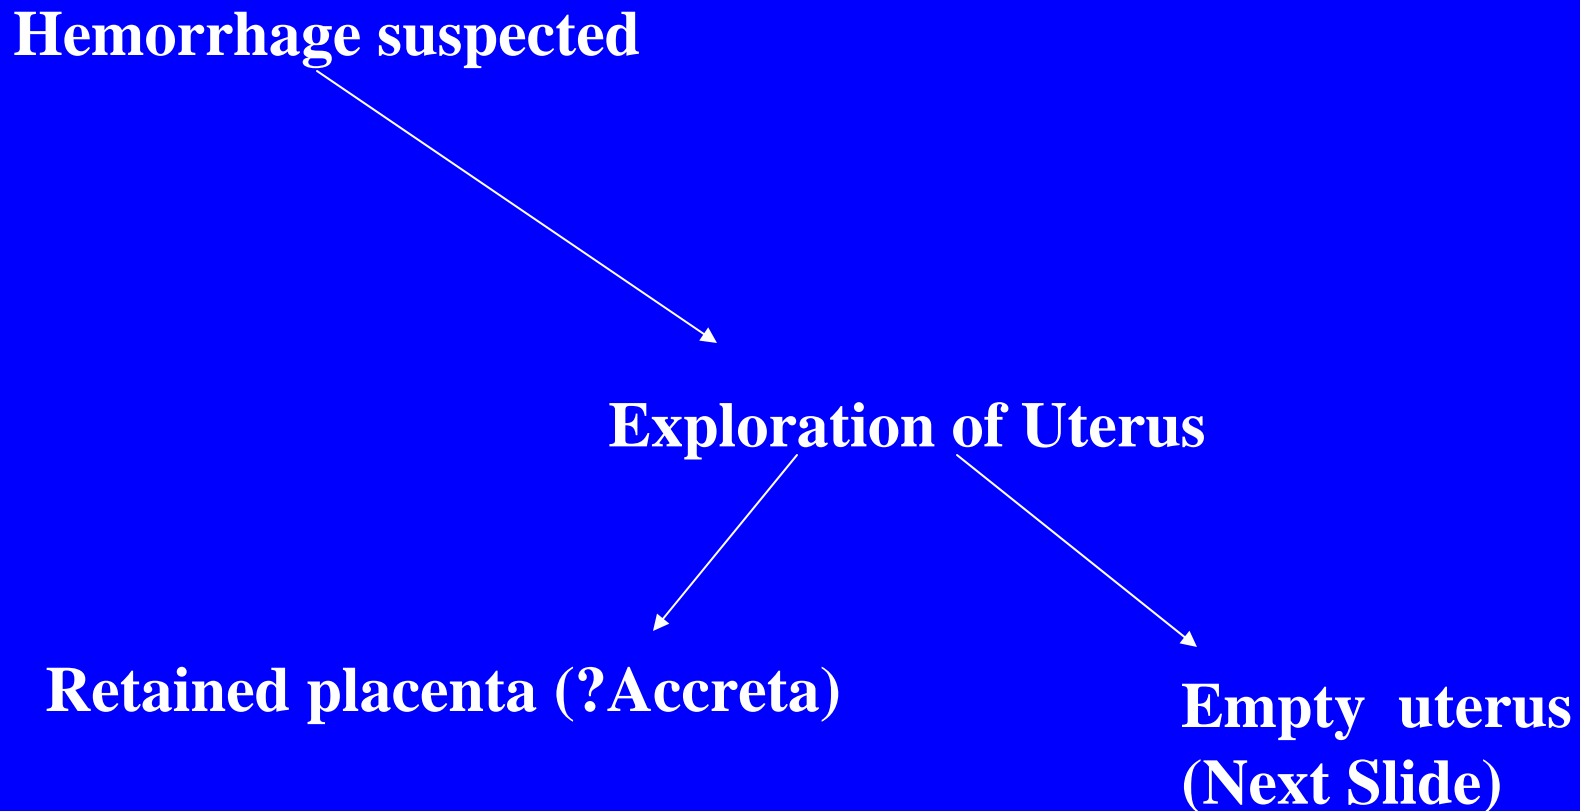 Hemorrhage suspected
Exploration of Uterus
Retained placenta (?Accreta)
Empty  uterus
(Next Slide)